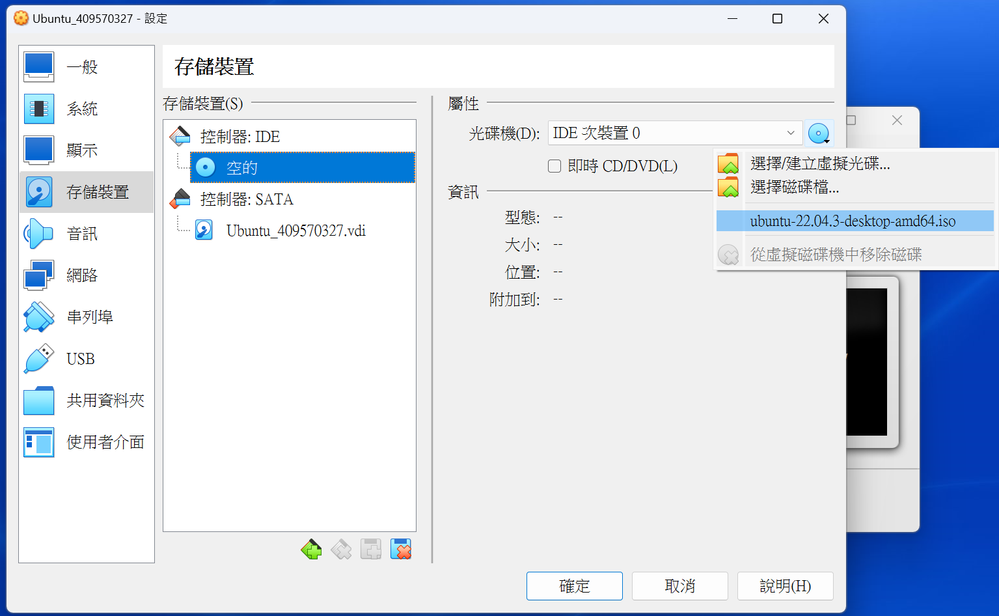 Ubuntu_409570327 - 設定
一般
系統
顯示
存儲裝置
音訊
網路
串列埠
USB
共用資料夾
使用者介面
存儲裝置
存儲裝置(S)
控制器: IDE
空的
控制器: SATA
Ubuntu_409570327.vdi
屬性
光碟機(D): IDE 次裝置 0
即時 CD/DVD(L)
資訊
型態: --
大小: --
位置: --
附加到: --
選擇/建立虛擬光碟...
選擇磁碟檔...
ubuntu-22.04.3-desktop-amd64.iso
從虛擬磁碟機中移除磁碟
確定
取消
說明(H)